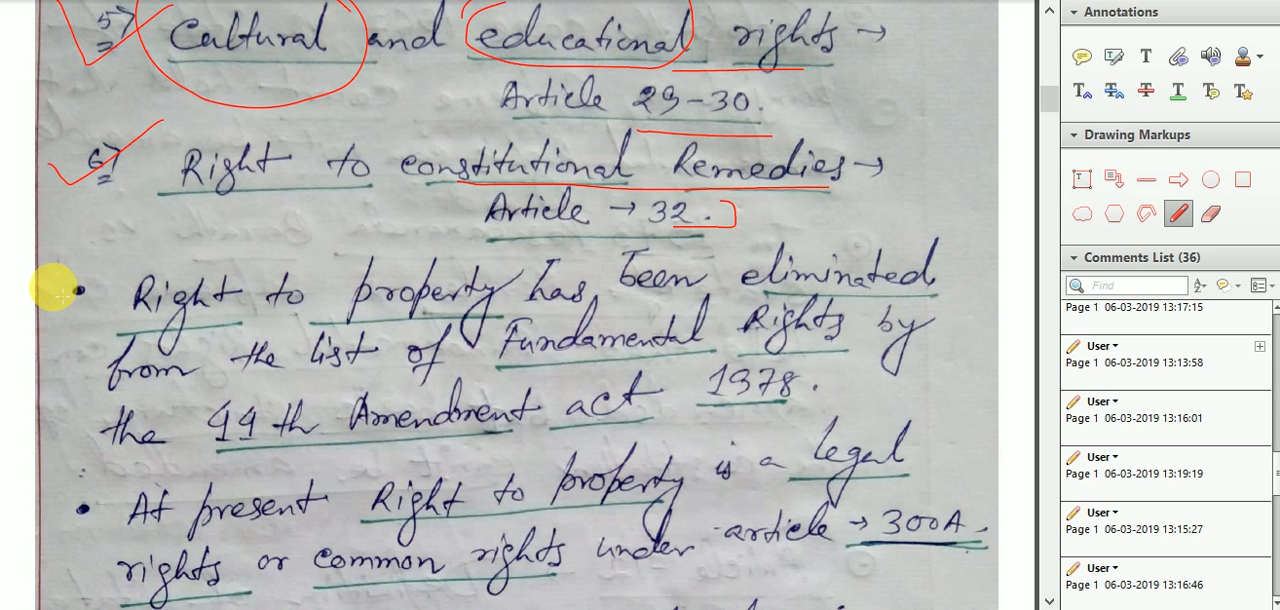 5) Cultural and educational rights →
Article 29-30.
6) Right to constitutional Remedies →
Article → 32.
• Right to property has been eliminated
from the list of Fundamental Rights by
the 44th Amendment act 1978.
• At present Right to property is a legal
rights or common rights under article → 300A.
Annotations
Drawing Markups
Comments List (36)
Find
Page 1 06-03-2019 13:17:15
User
Page 1 06-03-2019 13:13:58
User
Page 1 06-03-2019 13:16:01
User
Page 1 06-03-2019 13:19:19
User
Page 1 06-03-2019 13:15:27
User
Page 1 06-03-2019 13:16:46